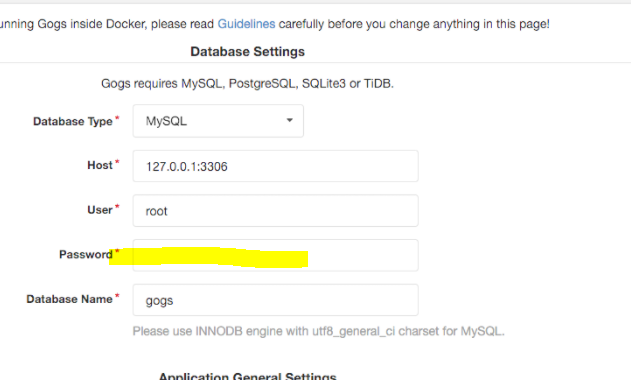 unning Gogs inside Docker, please read Guidelines carefully before you change anything in this page!
Database Settings
Gogs requires MySQL, PostgreSQL, SQLite3 or TiDB.
Database Type* MySQL
Host* 127.0.0.1:3306
User* root
Password*
Database Name* gogs
Please use INNODB engine with utf8_general_ci charset for MySQL.
Application General Settings